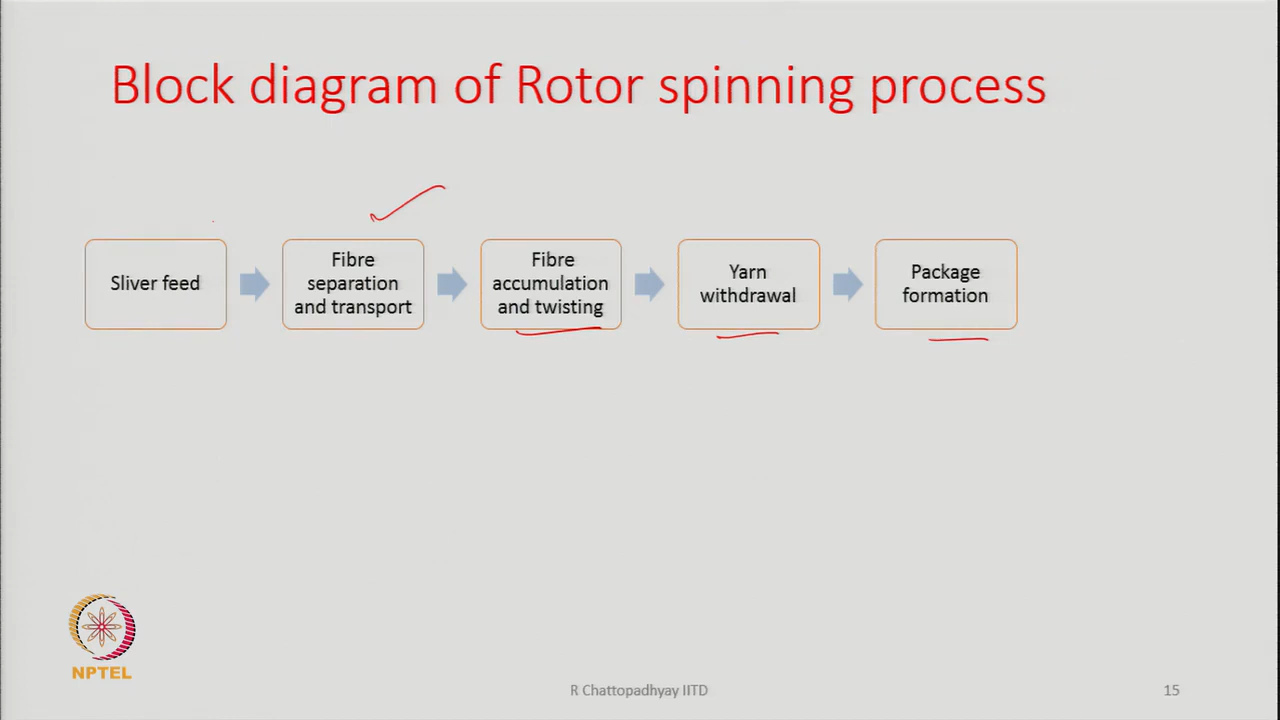 Block diagram of Rotor spinning process
Sliver feed
Fibre
separation
and transport
Fibre
accumulation
and twisting
Yarn
withdrawal
Package
formation
NPTEL
R Chattopadhyay IITD
15